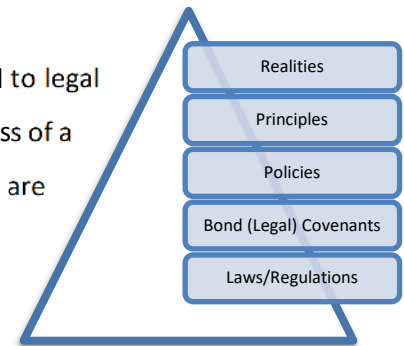 to legal
ss of a
are
Realities
Principles
Policies
Bond (Legal) Covenants
Laws/Regulations